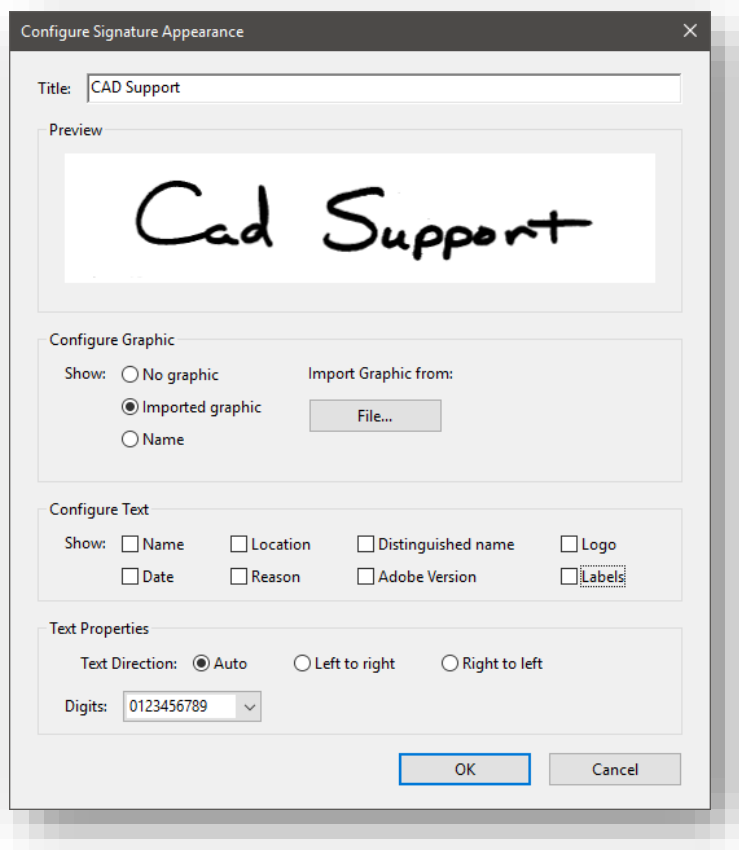 Configure Signature Appearance
Title: CAD Support
Preview
Cad Support
Configure Graphic
Show: No graphic Import Graphic from:
Imported graphic File...
Name
Configure Text
Show: Name Location Distinguished name Logo
Date Reason Adobe Version Labels
Text Properties
Text Direction: Auto Left to right Right to left
Digits: 0123456789
OK Cancel